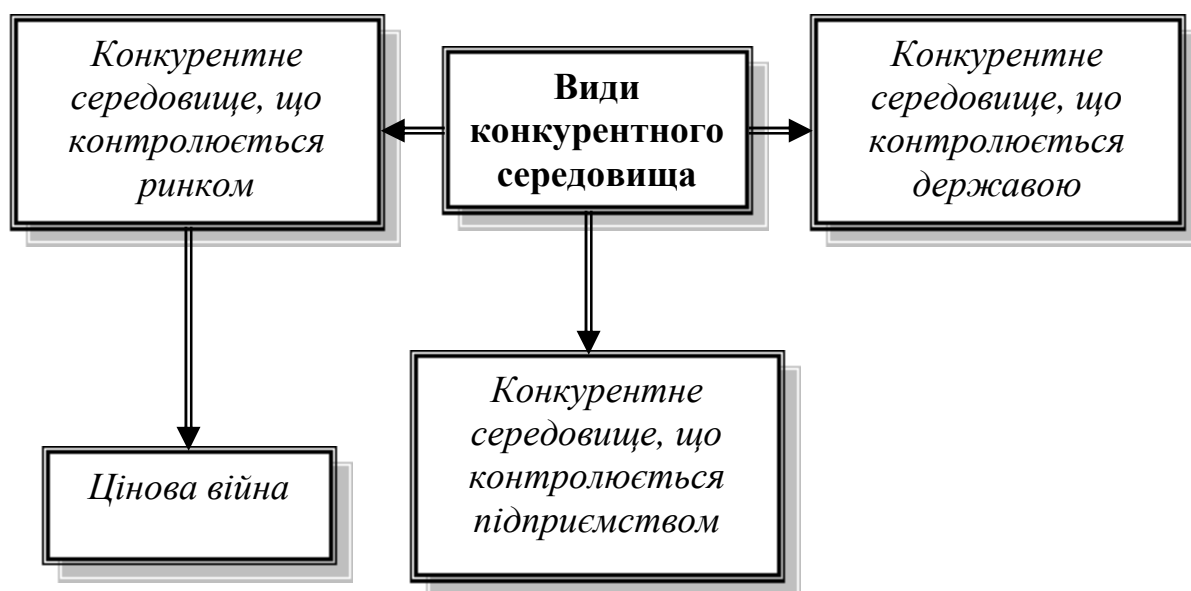 Конкурентне
середовище, що
контролюється
ринком
Види
конкурентного
середовища
Конкурентне
середовище, що
контролюється
державою
Конкурентне
середовище, що
контролюється
підприємством
Цінова війна